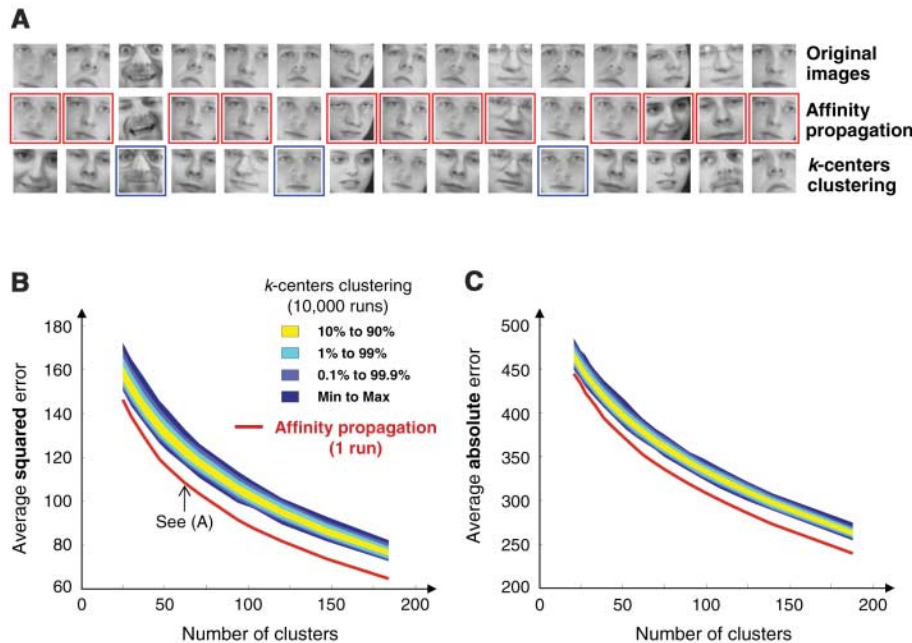 A
Original
images
Affinity
propagation
k-centers
clustering
B
k-centers clustering
(10,000 runs)
10% to 90%
1% to 99%
0.1% to 99.9%
Min to Max
Affinity propagation
(1 run)
See (A)
Average squared error
180
160
140
120
100
80
60
0
50
100
150
200
Number of clusters
C
Average absolute error
500
450
400
350
300
250
200
0
50
100
150
200
Number of clusters